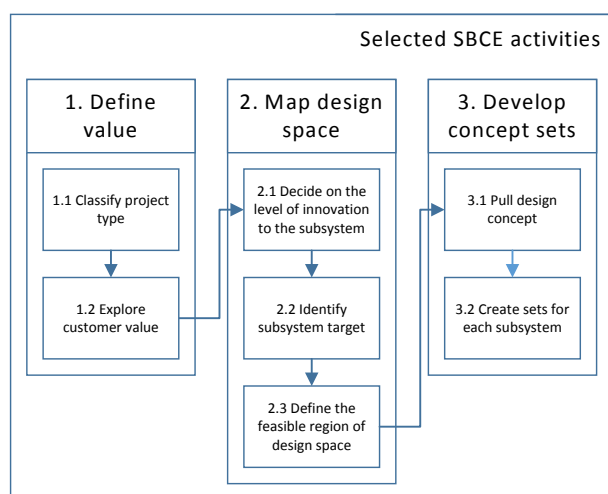 Selected SBCE activities
1. Define
value
1.1 Classify project
type
1.2 Explore
customer value
2. Map design
space
2.1 Decide on the
level of innovation
to the subsystem
2.2 Identify
subsystem target
2.3 Define the
feasible region of
design space
3. Develop
concept sets
3.1 Pull design
concept
3.2 Create sets for
each subsystem